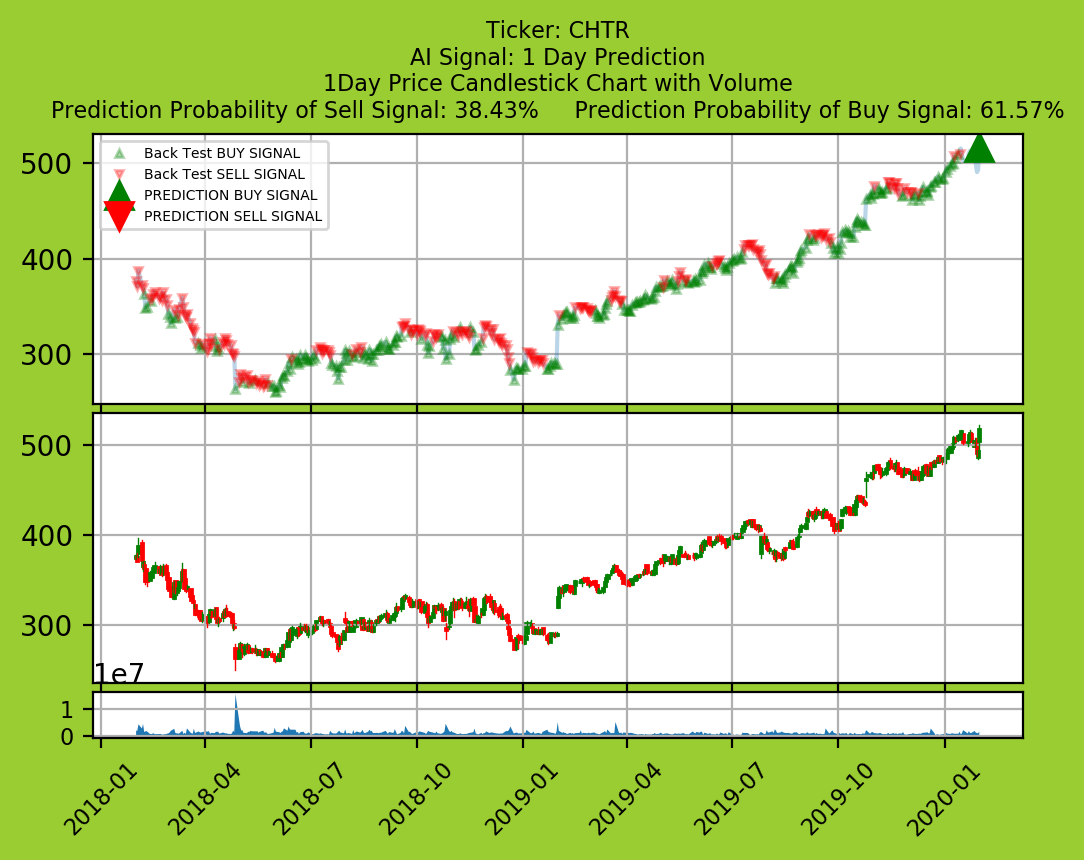 Ticker: CHTR
AI Signal: 1 Day Prediction
1Day Price Candlestick Chart with Volume
Prediction Probability of Sell Signal: 38.43% Prediction Probability of Buy Signal: 61.57%
Back Test BUY SIGNAL
Back Test SELL SIGNAL
PREDICTION BUY SIGNAL
PREDICTION SELL SIGNAL
500
400
300
500
400
300
1e7
1
0
2018-01
2018-04
2018-07
2018-10
2019-01
2019-04
2019-07
2019-10
2020-01